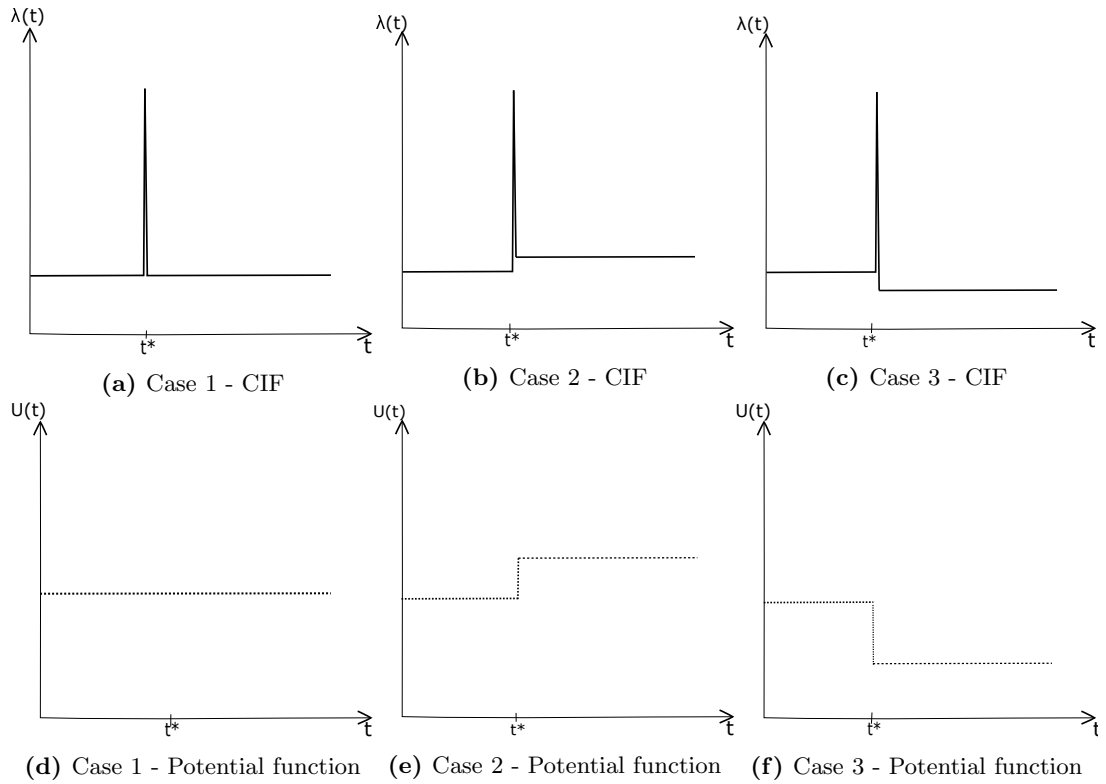 λ(t)
t*
t
(a) Case 1 - CIF
λ(t)
t*
t
(b) Case 2 - CIF
λ(t)
t*
t
(c) Case 3 - CIF
U(t)
t*
t
(d) Case 1 - Potential function
U(t)
t*
t
(e) Case 2 - Potential function
U(t)
t*
t
(f) Case 3 - Potential function